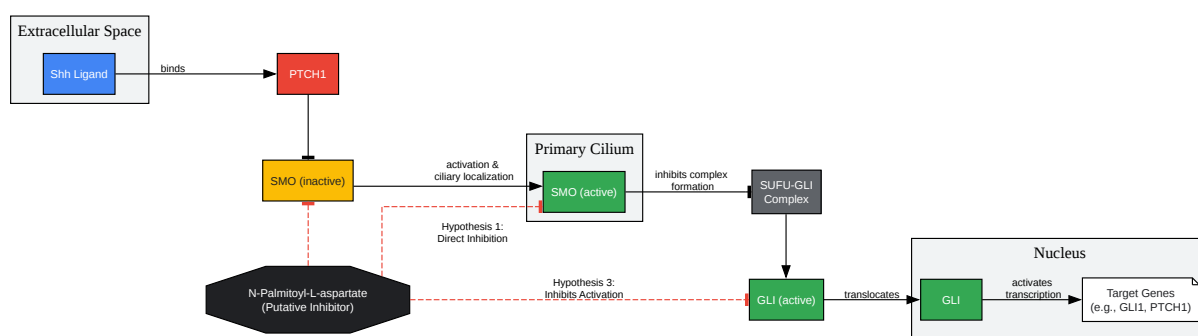 Extracellular Space
Shh Ligand
binds
PTCH1
Primary Cilium
SMO (inactive)
activation &
ciliary localization
SMO (active)
inhibits complex
formation
SUFU-GLI
Complex
Hypothesis 1:
Direct Inhibition
N-Palmitoyl-L-aspartate
(Putative Inhibitor)
Hypothesis 3:
Inhibits Activation
GLI (active)
translocates
Nucleus
GLI
activates
transcription
Target Genes
(e.g., GLI1, PTCH1)